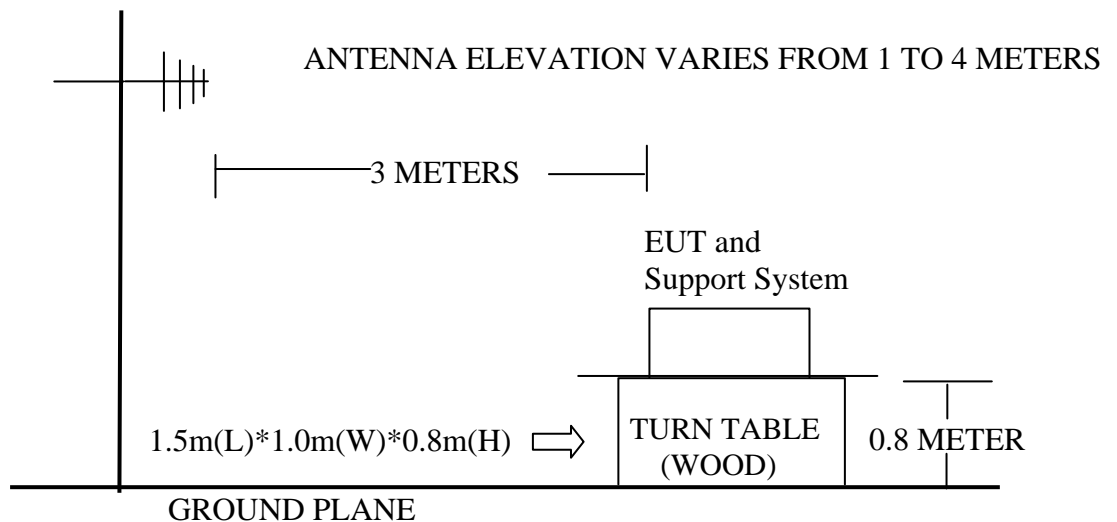 ANTENNA ELEVATION VARIES FROM 1 TO 4 METERS
3 METERS
EUT and
Support System
1.5m(L)*1.0m(W)*0.8m(H)
TURN TABLE
(WOOD)
0.8 METER
GROUND PLANE